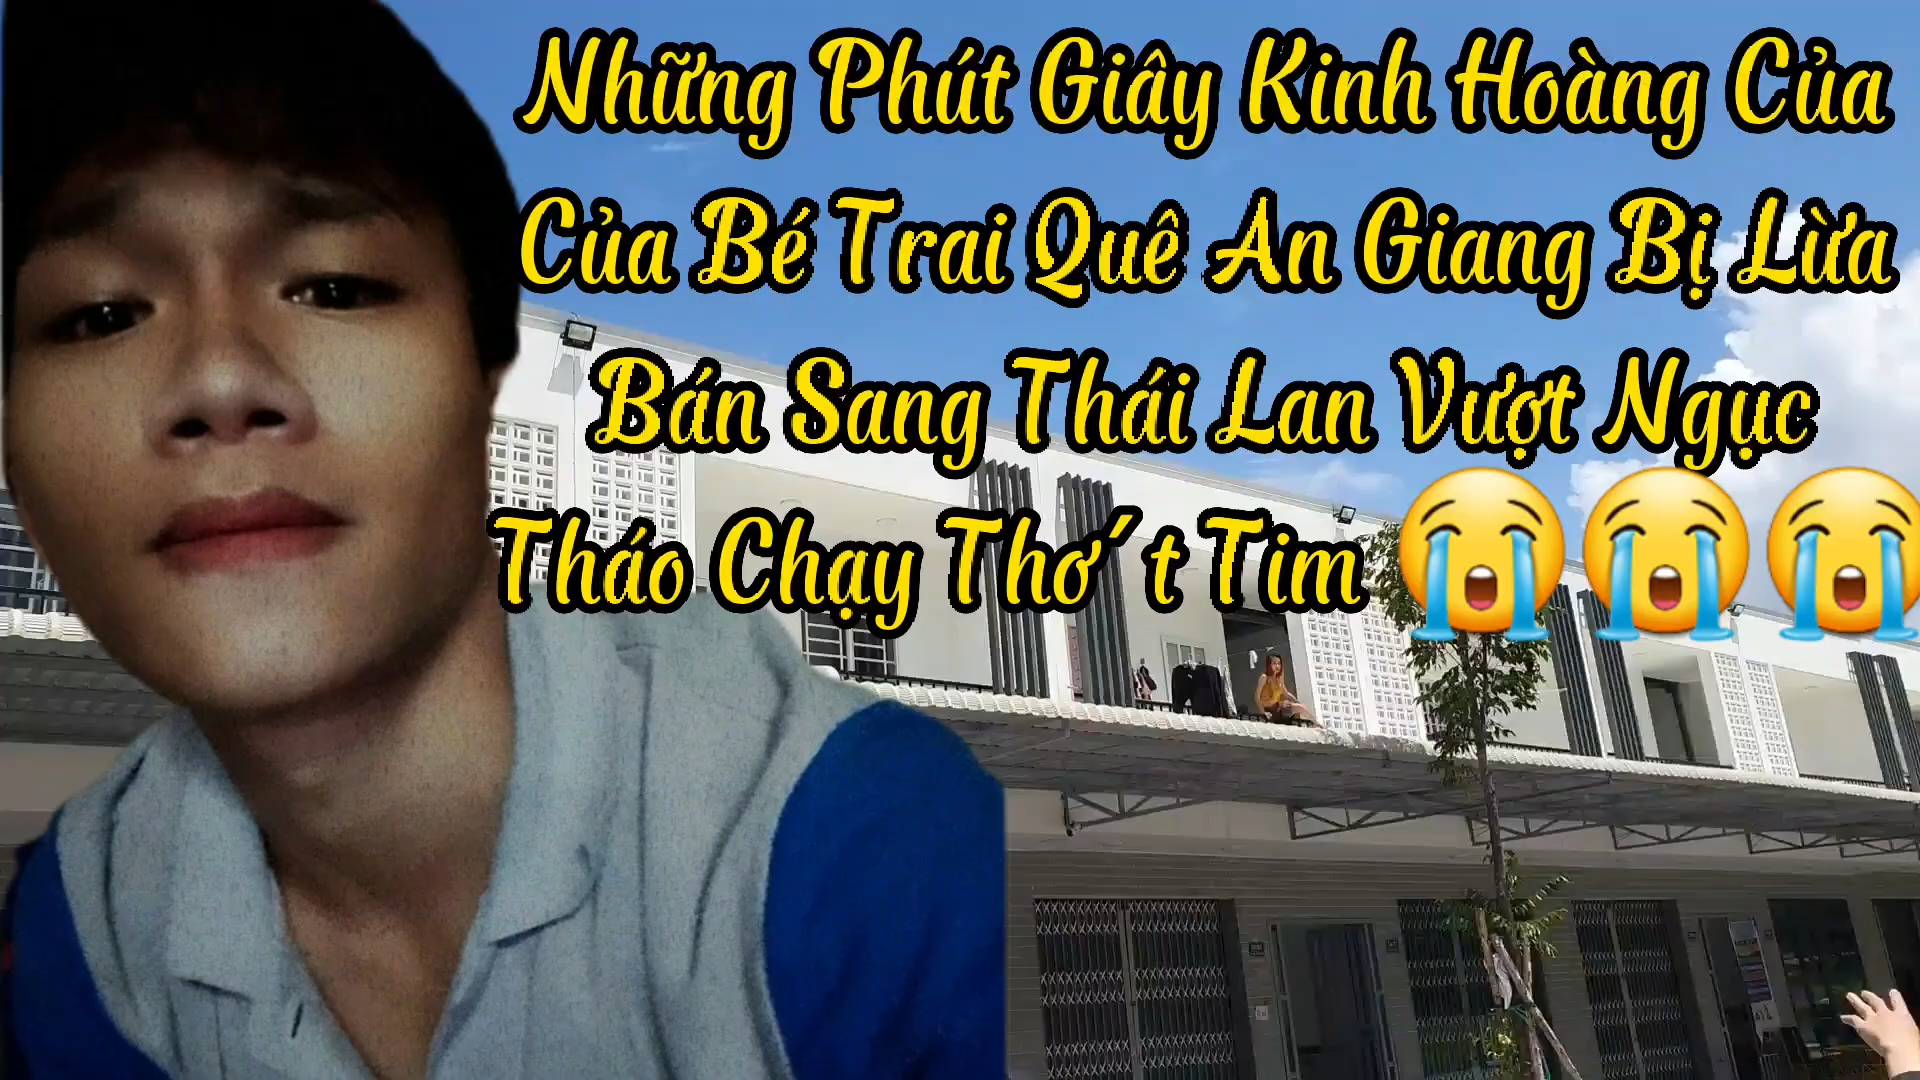 Những Phút Giây Kinh Hoàng Của
Của Bé Trai Quê An Giang Bị Lừa
Bán Sang Thái Lan Vượt Ngục
Tháo Chạy Thơ´t Tim 😭😭😭